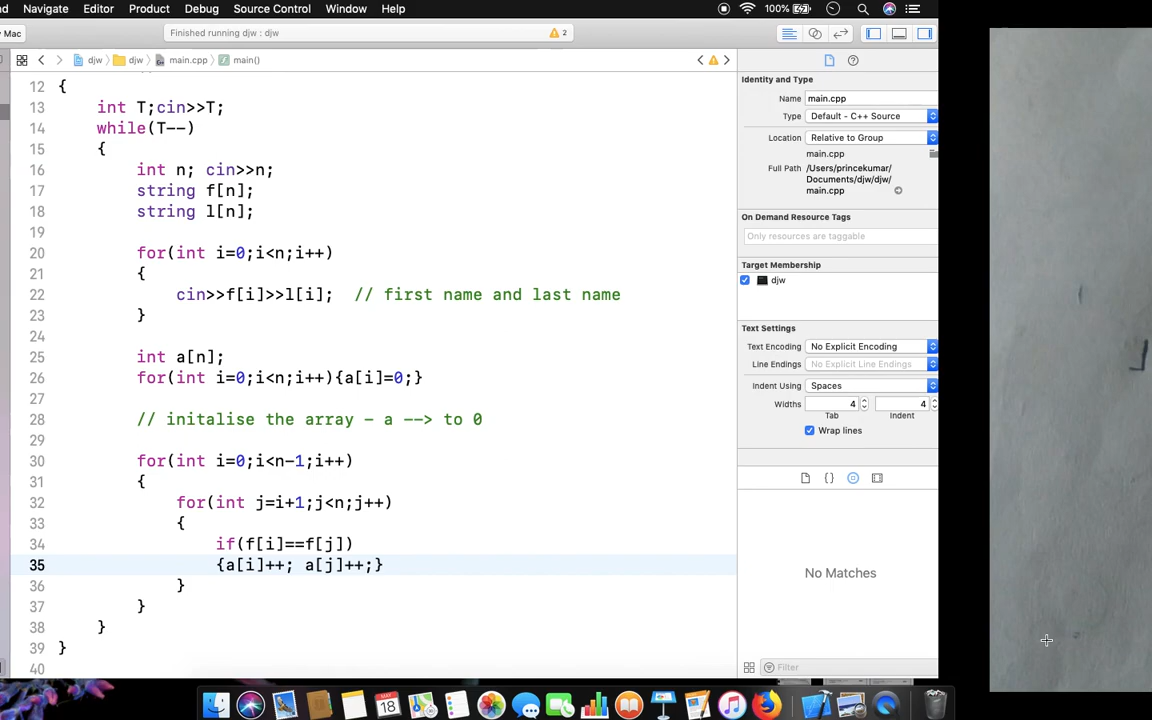 Navigate Editor Product Debug Source Control Window Help 100%
Mac Finished running djw : djw 2
djw djw main.cpp main()
12 {
13 int T;cin>>T;
14 while(T--)
15 {
16 int n; cin>>n;
17 string f[n];
18 string l[n];
19
20 for(int i=0;i<n;i++)
21 {
22 cin>>f[i]>>l[i]; // first name and last name
23 }
24
25 int a[n];
26 for(int i=0;i<n;i++){a[i]=0;}
27
28 // initalise the array - a --> to 0
29
30 for(int i=0;i<n-1;i++)
31 {
32 for(int j=i+1;j<n;j++)
33 {
34 if(f[i]==f[j])
35 {a[i]++; a[j]++;}
36 }
37 }
38 }
39 }
40
Identity and Type
Name main.cpp
Type Default - C++ Source
Location Relative to Group
main.cpp
Full Path /Users/princekumar/
Documents/djw/djw/
main.cpp
On Demand Resource Tags
Only resources are taggable
Target Membership
djw
Text Settings
Text Encoding No Explicit Encoding
Line Endings No Explicit Line Endings
Indent Using Spaces
Widths 4 4
Tab Indent
Wrap lines
{}
No Matches
Filter
MAY
18